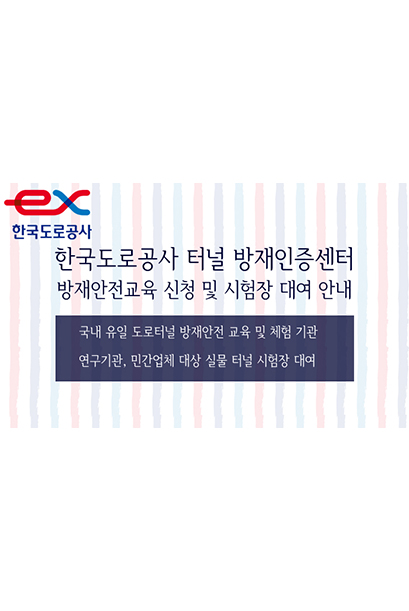 ex
한국도로공사
한국도로공사 터널 방재인증센터
방재안전교육 신청 및 시험장 대여 안내
국내 유일 도로터널 방재안전 교육 및 체험 기관
연구기관, 민간업체 대상 실물 터널 시험장 대여